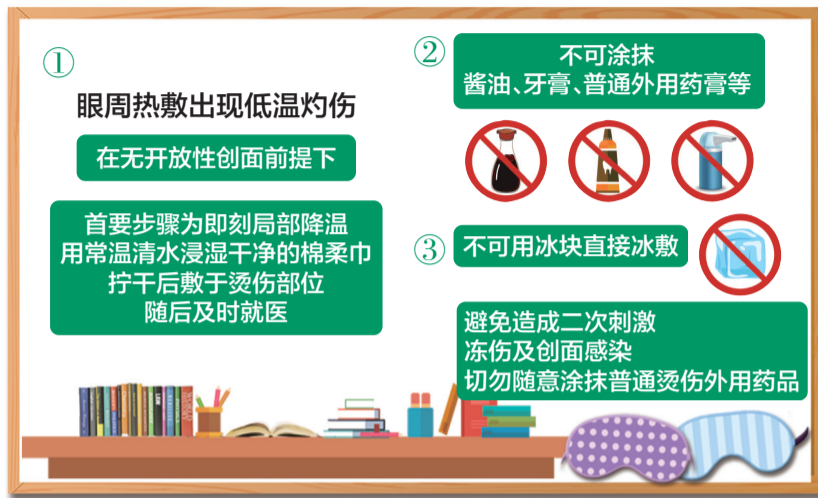 ①
眼周热敷出现低温灼伤
在无开放性创面前提下
首要步骤为即刻局部降温
用常温清水浸湿干净的棉柔巾
拧干后敷于烫伤部位
随后及时就医
②
不可涂抹
酱油、牙膏、普通外用药膏等
③
不可用冰块直接冰敷
避免造成二次刺激
冻伤及创面感染
切勿随意涂抹普通烫伤外用药品